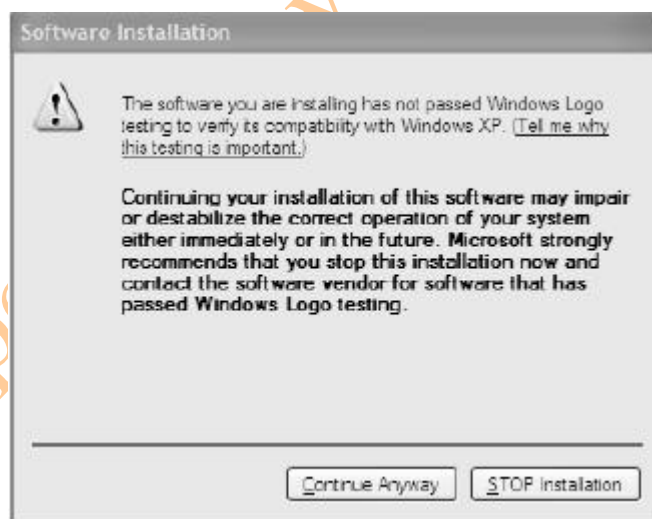 Software Installation
The software you are installing has not passed Windows Logo
testing to verify its compatibility with Windows XP. (Tell me why
this testing is important.)
Continuing your installation of this software may impair
or destabilize the correct operation of your system
either immediately or in the future. Microsoft strongly
recommends that you stop this installation now and
contact the software vendor for software that has
passed Windows Logo testing.
Continue Anyway
STOP Installation